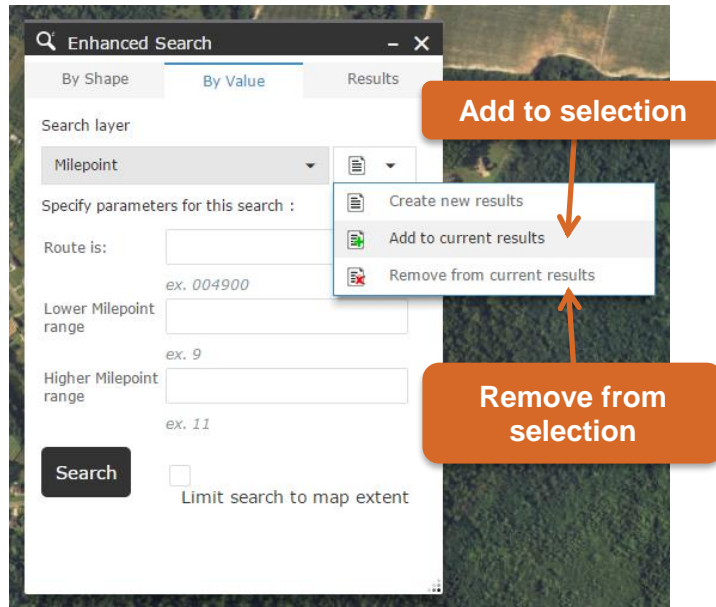 Enhanced Search
By Shape By Value Results
Add to selection
Search layer
Milepoint
Specify parameters for this search :
Create new results
Add to current results
Remove from current results
Route is:
ex. 004900
Lower Milepoint
range
ex. 9
Higher Milepoint
range
ex. 11
Remove from
selection
Search
Limit search to map extent